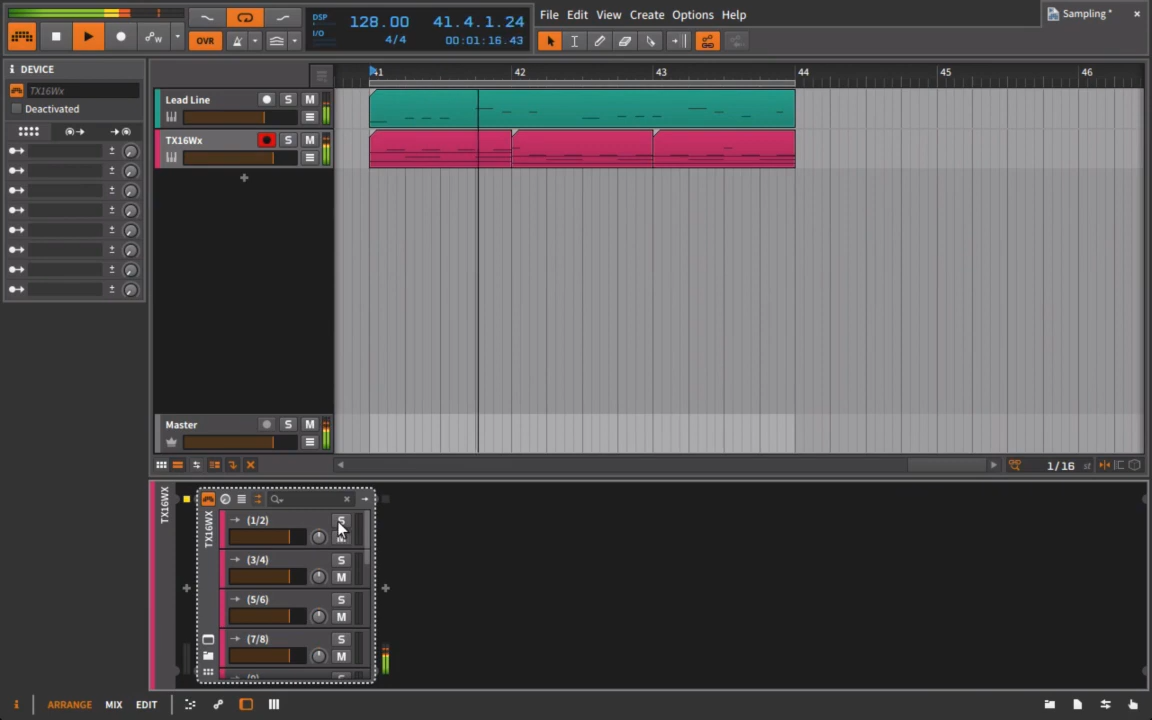 DSP
I/O
128.00
4/4
41.4.1.24
00:01:16.43
File Edit View Create Options Help
Sampling *
OVR
W
i DEVICE
TX16Wx
Deactivated
41 42 43 44 45 46
Lead Line S M
TX16Wx S M
Master S M
1/16 st
TX16WX
TX16WX
(1/2) S
(3/4) S
M
(5/6) S
M
(7/8) S
M
i ARRANGE MIX EDIT